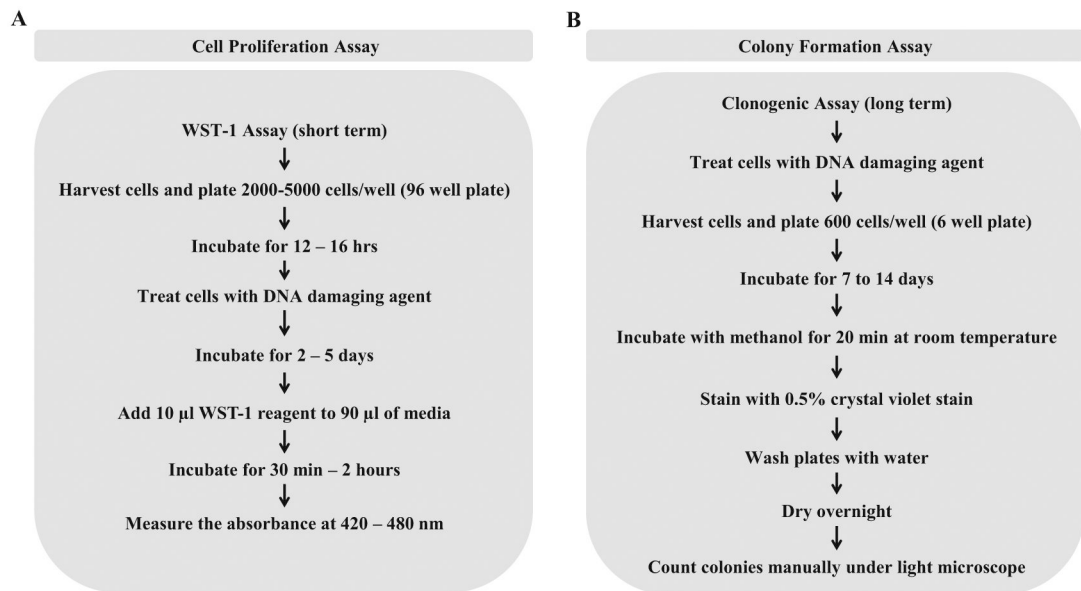 A
Cell Proliferation Assay
WST-1 Assay (short term)
Harvest cells and plate 2000-5000 cells/well (96 well plate)
Incubate for 12 – 16 hrs
Treat cells with DNA damaging agent
Incubate for 2 – 5 days
Add 10 μl WST-1 reagent to 90 μl of media
Incubate for 30 min – 2 hours
Measure the absorbance at 420 – 480 nm
B
Colony Formation Assay
Clonogenic Assay (long term)
Treat cells with DNA damaging agent
Harvest cells and plate 600 cells/well (6 well plate)
Incubate for 7 to 14 days
Incubate with methanol for 20 min at room temperature
Stain with 0.5% crystal violet stain
Wash plates with water
Dry overnight
Count colonies manually under light microscope